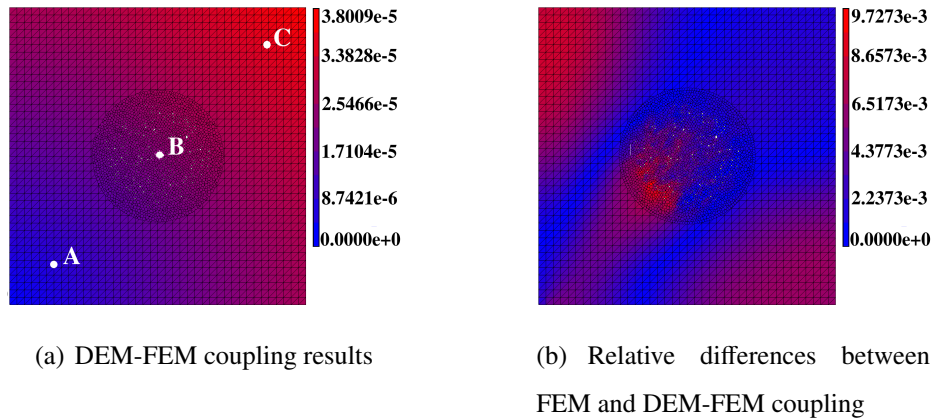 C
B
A
3.8009e-5
3.3828e-5
2.5466e-5
1.7104e-5
8.7421e-6
0.0000e+0
9.7273e-3
8.6573e-3
6.5173e-3
4.3773e-3
2.2373e-3
0.0000e+0
(a) DEM-FEM coupling results
(b) Relative differences between
FEM and DEM-FEM coupling